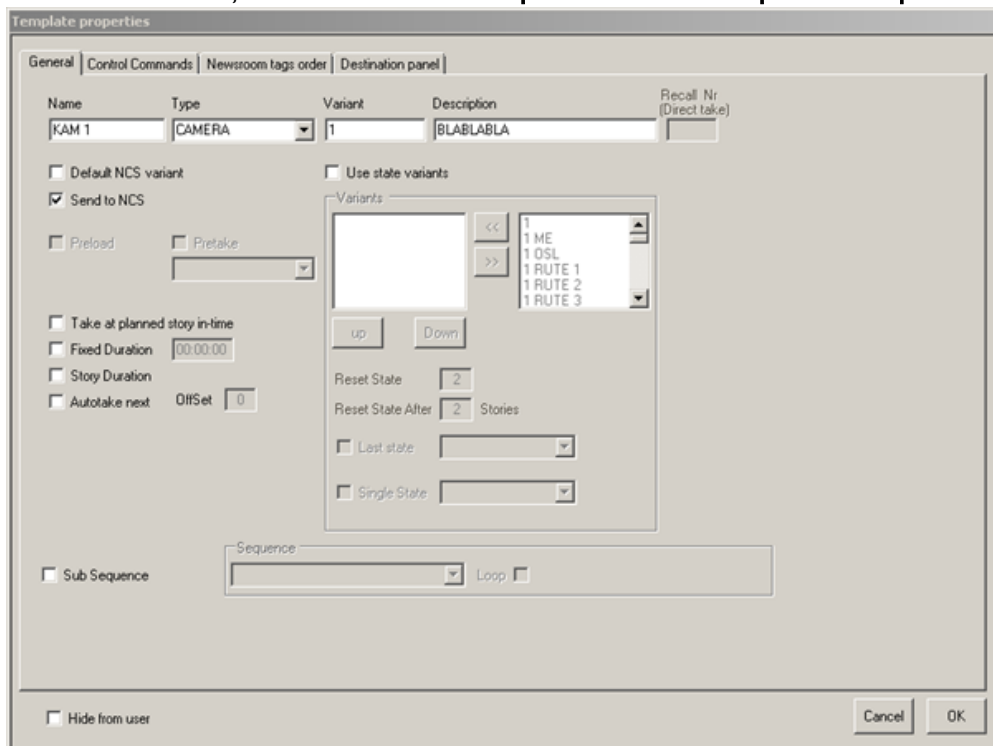 Template properties
General Control Commands Newsroom tags order Destination panel
Name Type Variant Description Recall Nr
(Direct take)
KAM 1 CAMERA 1 BLABLABLA
Default NCS variant Use state variants
Send to NCS Variants
<< 1
1 ME
1 OSL
Preload Pretake >> 1 RUTE 1
1 RUTE 2
1 RUTE 3
Take at planned story in-time up Down
Fixed Duration 00:00:00
Story Duration Reset State 2
Autotake next OffSet 0 Reset State After 2 Stories
Last state
Single State
Sequence
Sub Sequence Loop
Hide from user Cancel OK